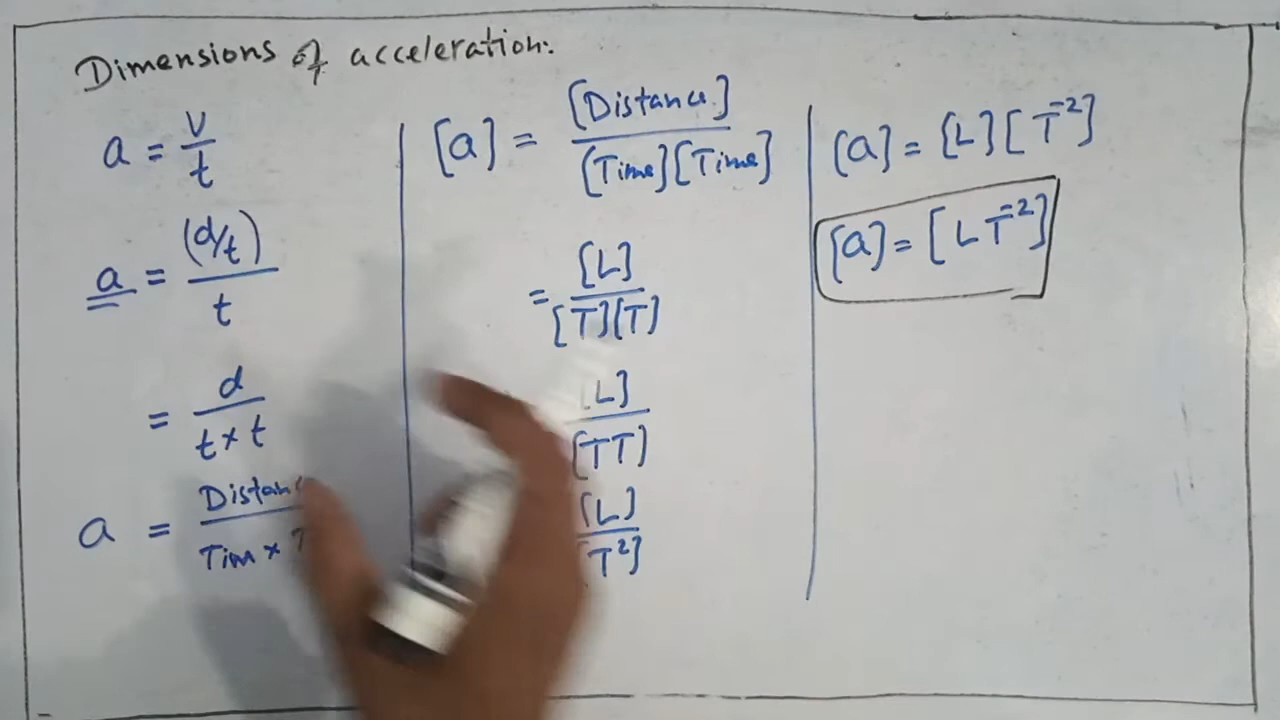 Dimensions of acceleration:
a = v/t
a = (d/t)/t
= d/(t × t)
a = Distan / Tim ×
[a] = [Distance] / [Time][Time]
= [L] / [T][T]
[L] / [TT]
[L] / [T²]
[a] = [L][T⁻²]
[a] = [LT⁻²]